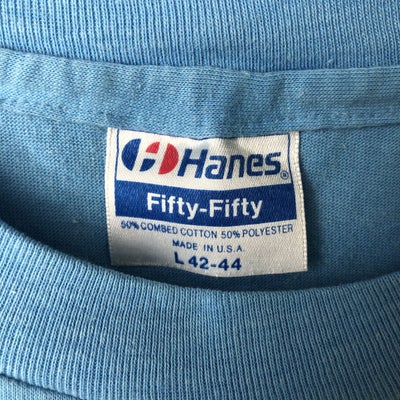 Hanes®
Fifty-Fifty
50% COMBED COTTON 50% POLYESTER
MADE IN U.S.A.
L 42-44